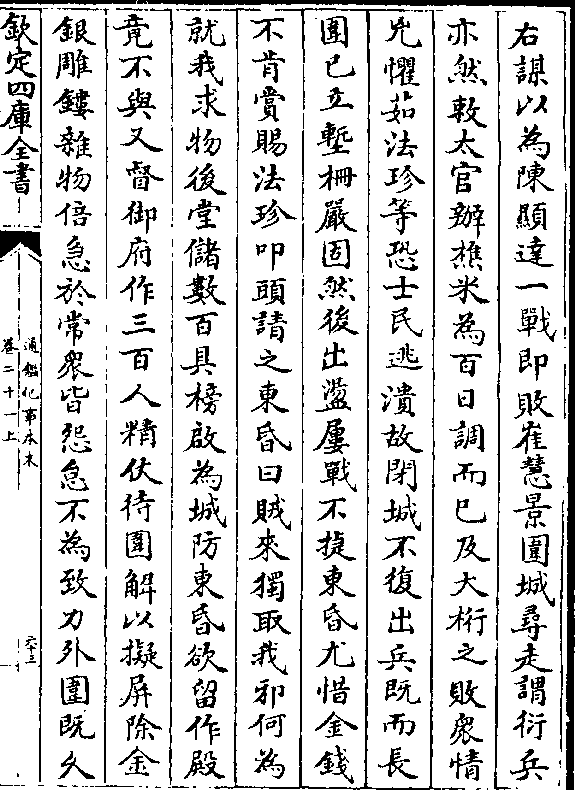 右謀以為陳顯達一戰即敗崔慧景圍城尋走謂衍兵
亦然敕太官辦樵米為百日調而已及大桁之敗衆情
兇懼茹法珍等恐士民逃潰故閉城不復出兵既而長
圍已立塹栅嚴固然後出盪屢戰不捷東昏尤惜金錢
不肯賞賜法珍叩頭請之東昏曰賊來獨取我邪何為
就我求物後堂儲數百具榜啟為城防東昏欲留作殿
竟不與又督御府作三百人精仗待圍解以擬屏除金
銀雕鏤雜物倍急於常衆皆怨怠不為致力外圍既久
欽定四庫全書
通鑑紀事本末
卷二十一上
六十三